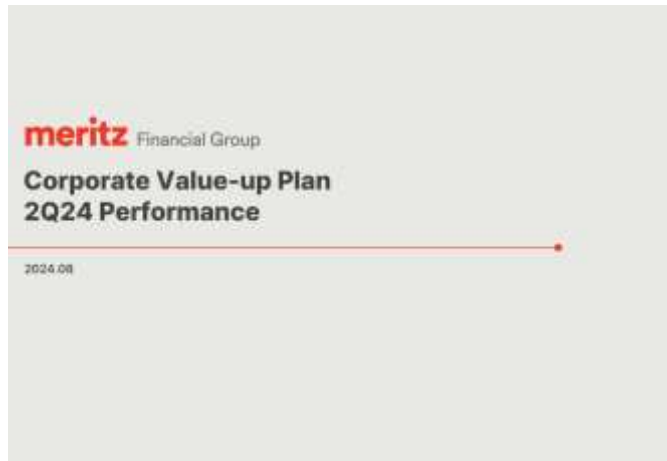 meritz Financial Group
Corporate Value-up Plan
2Q24 Performance
2024.08